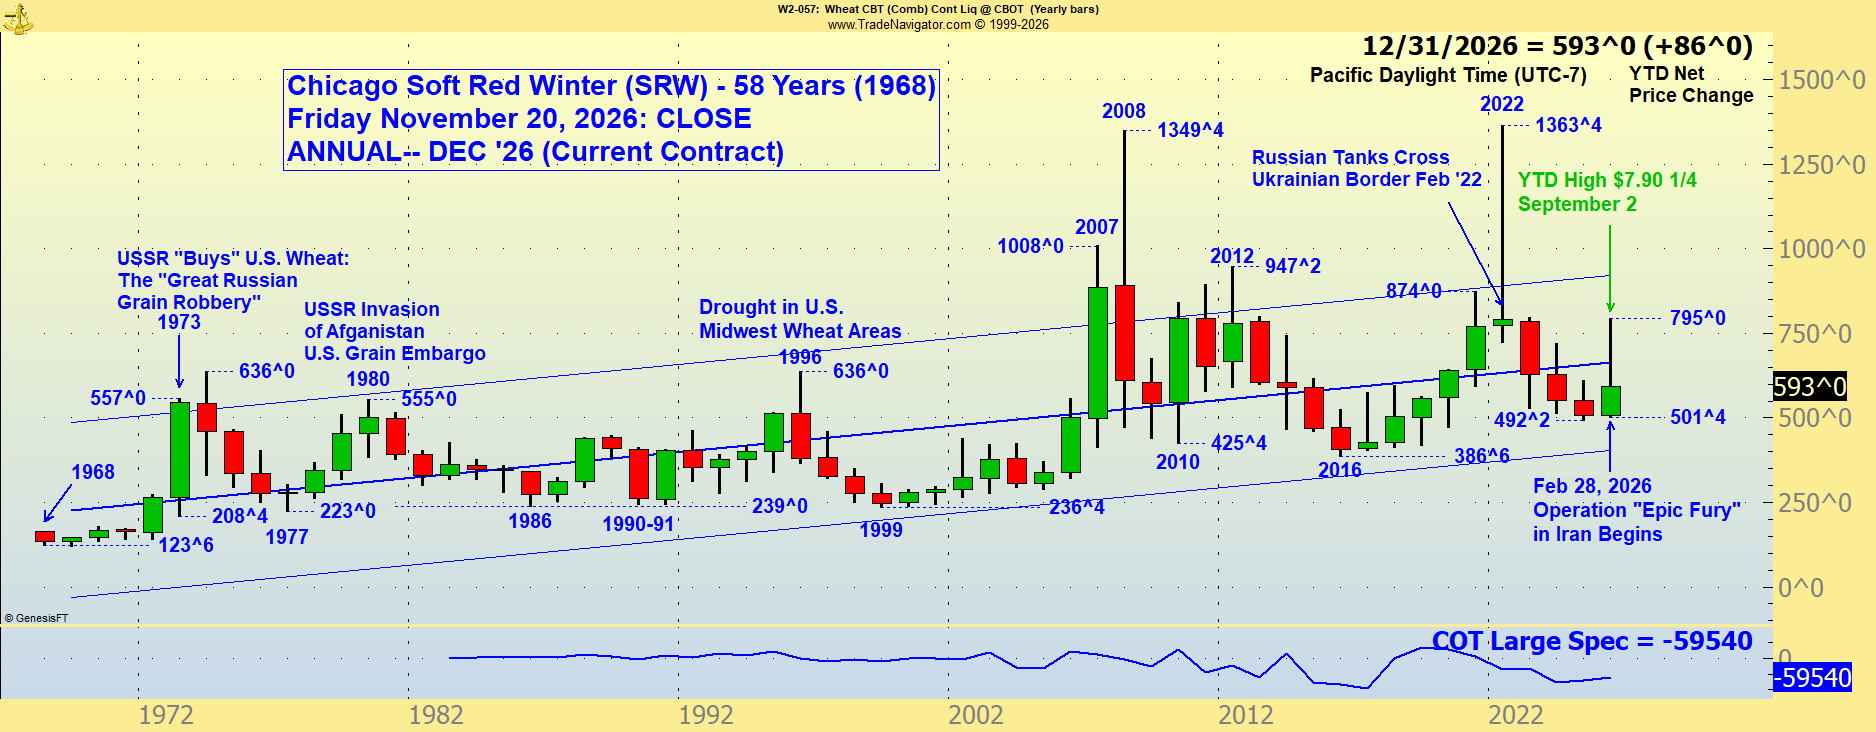 W2-057: Wheat CBT (Comb) Cont Liq @ CBOT (Yearly bars)
www.TradeNavigator.com © 1999-2026
12/31/2026 = 593^0 (+86^0)
Pacific Daylight Time (UTC-7)
YTD Net
Price Change
Chicago Soft Red Winter (SRW) - 58 Years (1968)
Friday November 20, 2026: CLOSE
ANNUAL-- DEC '26 (Current Contract)
1500^0
1250^0
1000^0
750^0
593^0
500^0
250^0
0^0
2022
1363^4
2008
1349^4
Russian Tanks Cross
Ukrainian Border Feb '22
YTD High $7.90 1/4
September 2
2007
1008^0
2012
947^2
874^0
795^0
USSR "Buys" U.S. Wheat:
The "Great Russian
Grain Robbery"
1973
USSR Invasion
of Afganistan
U.S. Grain Embargo
1980
Drought in U.S.
Midwest Wheat Areas
1996
636^0
636^0
557^0
555^0
492^2
501^4
425^4
2010
2016
386^6
1968
208^4
223^0
1977
123^6
1986
1990-91
239^0
1999
236^4
Feb 28, 2026
Operation "Epic Fury"
in Iran Begins
© GenesisFT
COT Large Spec = -59540
0
-59540
1972
1982
1992
2002
2012
2022